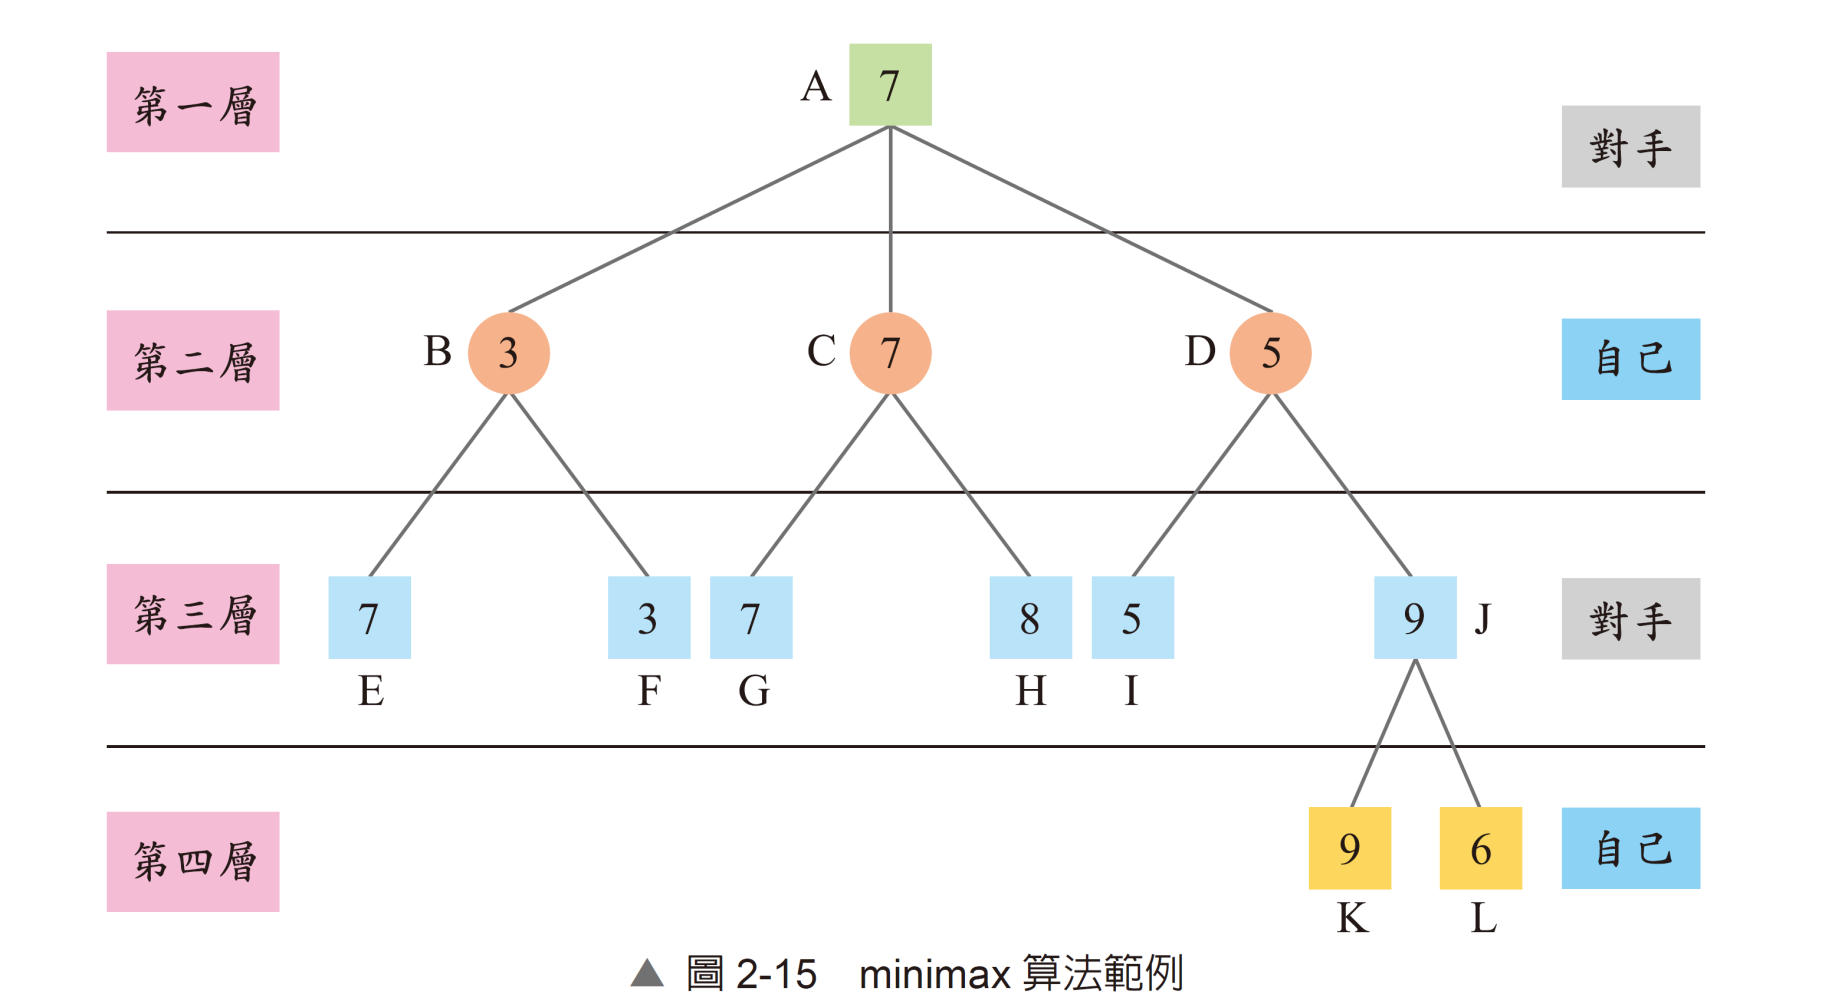 第一層
A 7
對手
第二層
B 3
C 7
D 5
自己
第三層
7 3 7 8 5 9 J
對手
E F G H I
第四層
9 6
自己
K L
▲ 圖 2-15 minimax 算法範例